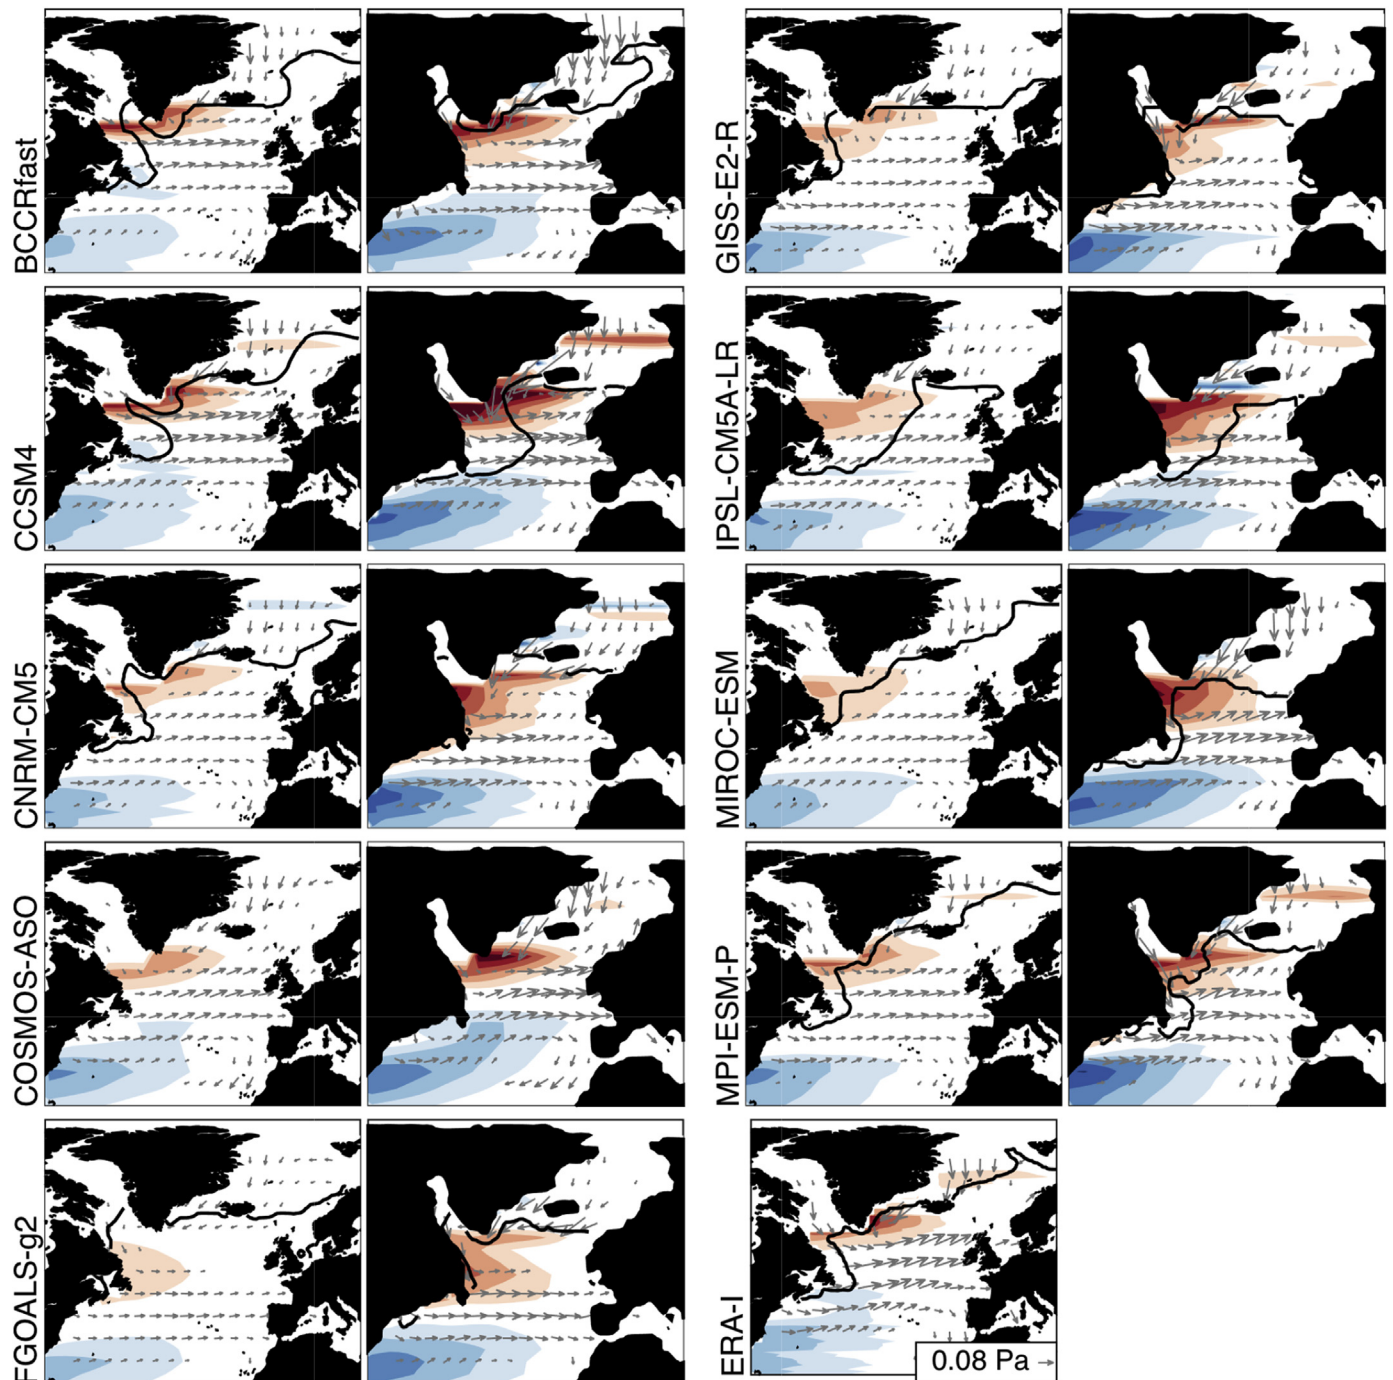 BCCRfast
GISS-E2-R
CCSM4
IPSL-CM5A-LR
CNRM-CM5
MIROC-ESM
COSMOS-ASO
MPI-ESM-P
FGOALS-g2
ERA-I
0.08 Pa